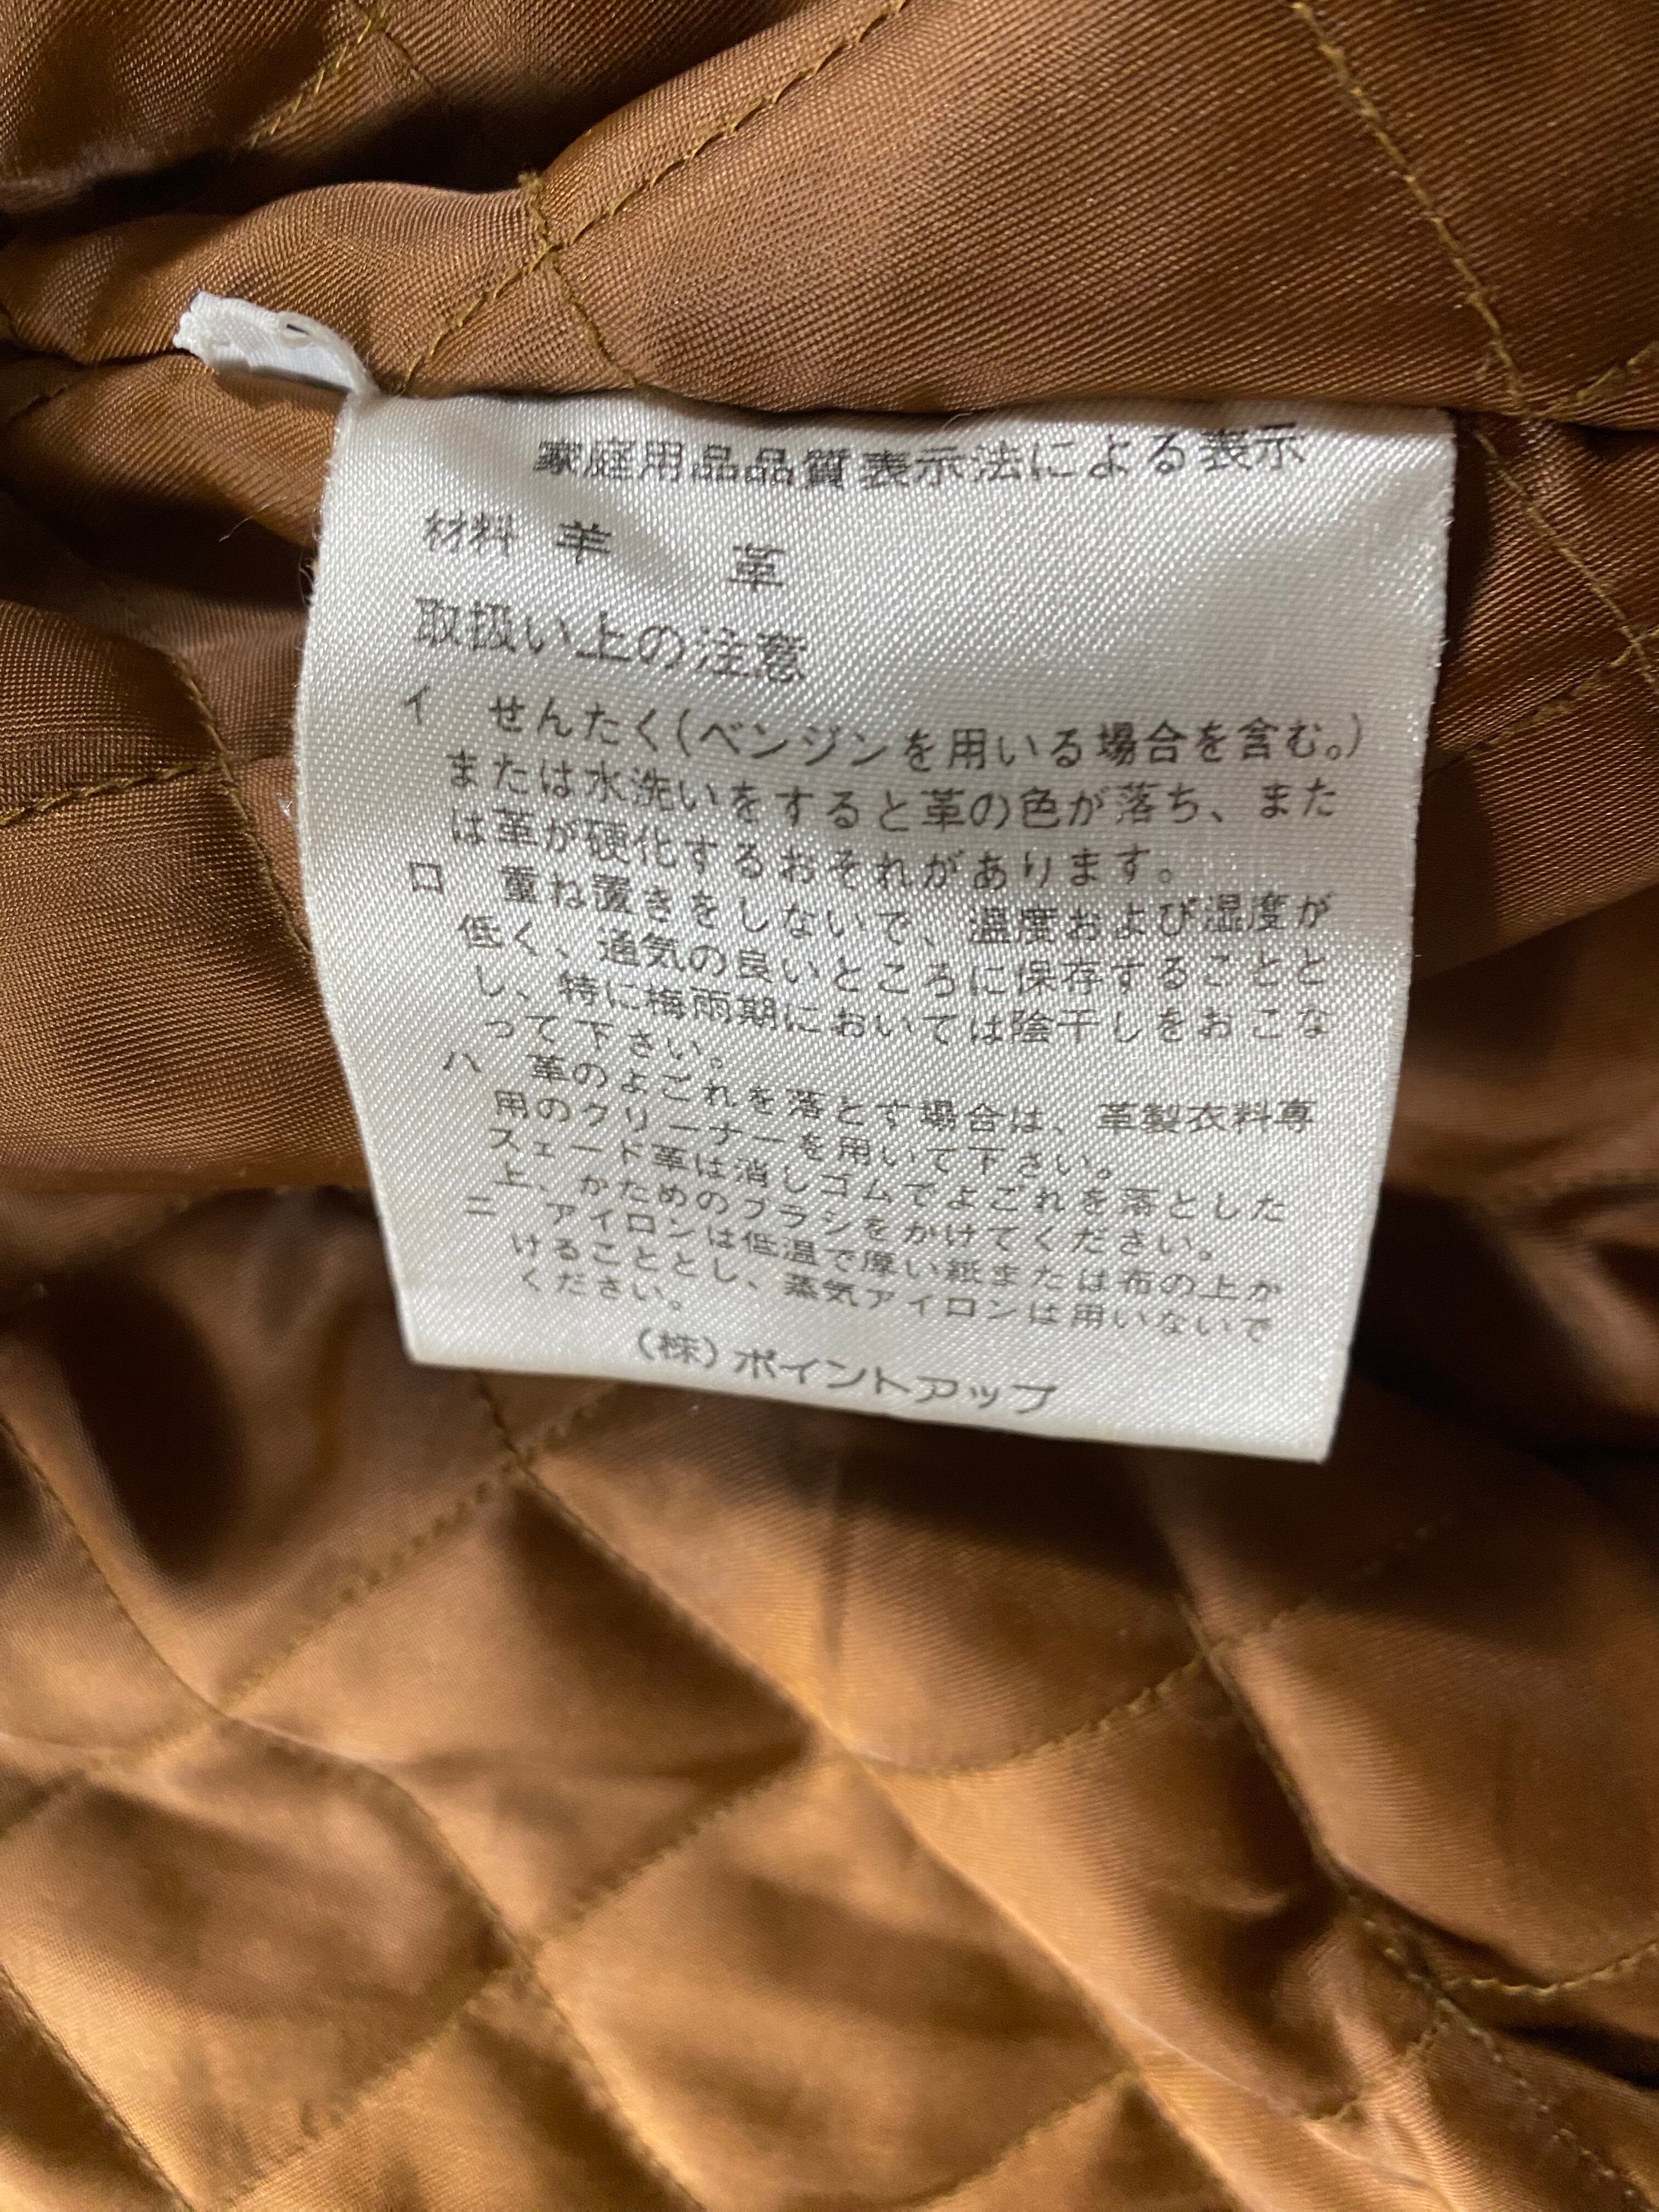 家庭用品品質表示法による表示
材料 羊 革
取扱い上の注意
イ せんたく(ベンジンを用いる場合を含む。)
または水洗いをすると革の色が落ち、また
は革が硬化するおそれがあります。
ロ 重ね置きをしないで、温度および湿度が
低く、通気の良いところに保存することと
し、特に梅雨期においては陰干しをおこな
って下さい。
ハ 革のよごれを落とす場合は、革製衣料専
用のクリーナーを用いて下さい。
スェード革は消しゴムでよごれを落とした
上、かためのブラシをかけてください。
ニ アイロンは低温で厚い紙または布の上か
けることとし、蒸気アイロンは用いないで
ください。
(株)ポイントアップ